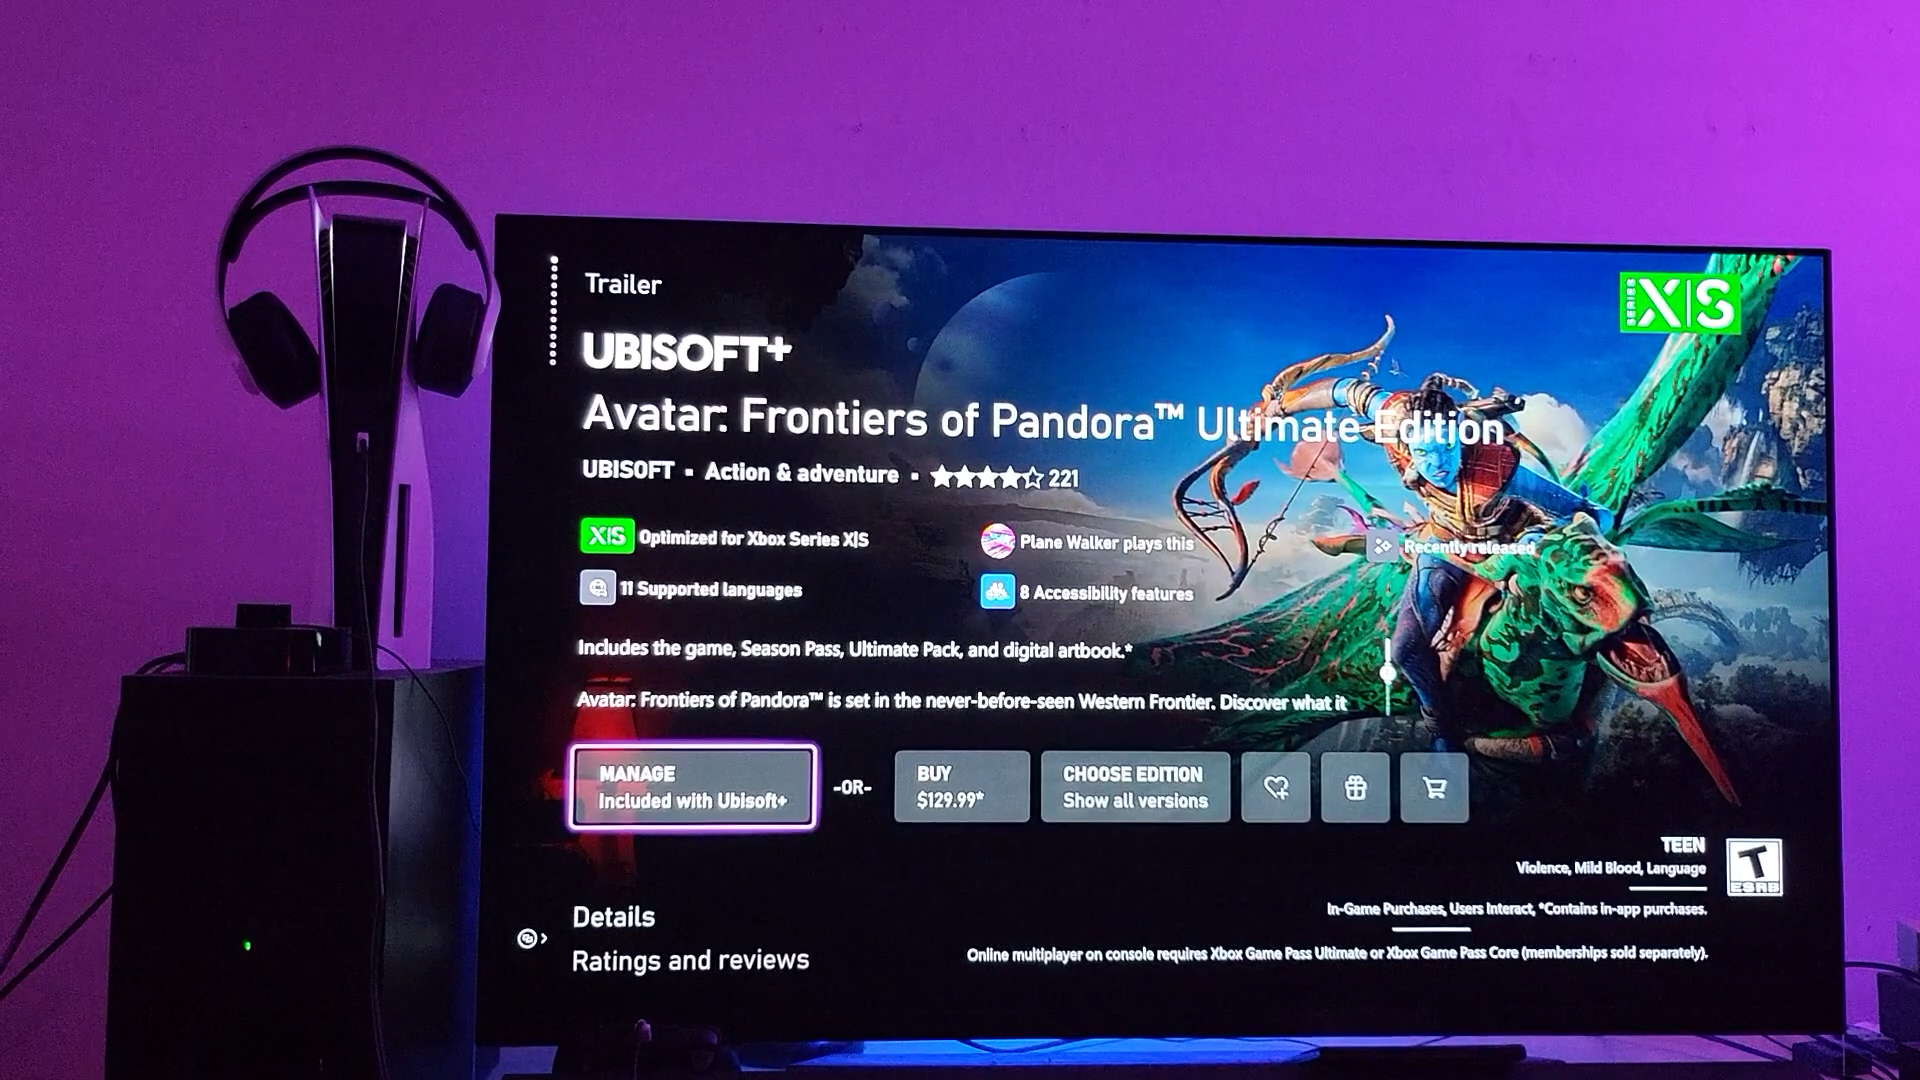 Trailer
SERIES X|S
UBISOFT+
Avatar: Frontiers of Pandora™ Ultimate Edition
UBISOFT ▪ Action & adventure ▪ ★★★★☆ 221
X|S Optimized for Xbox Series X|S
Plane Walker plays this
Recently released
11 Supported languages
8 Accessibility features
Includes the game, Season Pass, Ultimate Pack, and digital artbook.*
Avatar: Frontiers of Pandora™ is set in the never-before-seen Western Frontier. Discover what it
MANAGE
Included with Ubisoft+
-OR-
BUY
$129.99*
CHOOSE EDITION
Show all versions
TEEN
Violence, Mild Blood, Language
T
ESRB
In-Game Purchases, Users Interact, *Contains in-app purchases.
Online multiplayer on console requires Xbox Game Pass Ultimate or Xbox Game Pass Core (memberships sold separately).
Details
Ratings and reviews